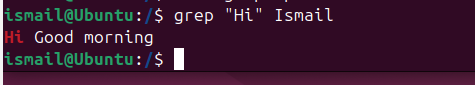 ismail@Ubuntu:/$ grep "Hi" Ismail
Hi Good morning
ismail@Ubuntu:/$